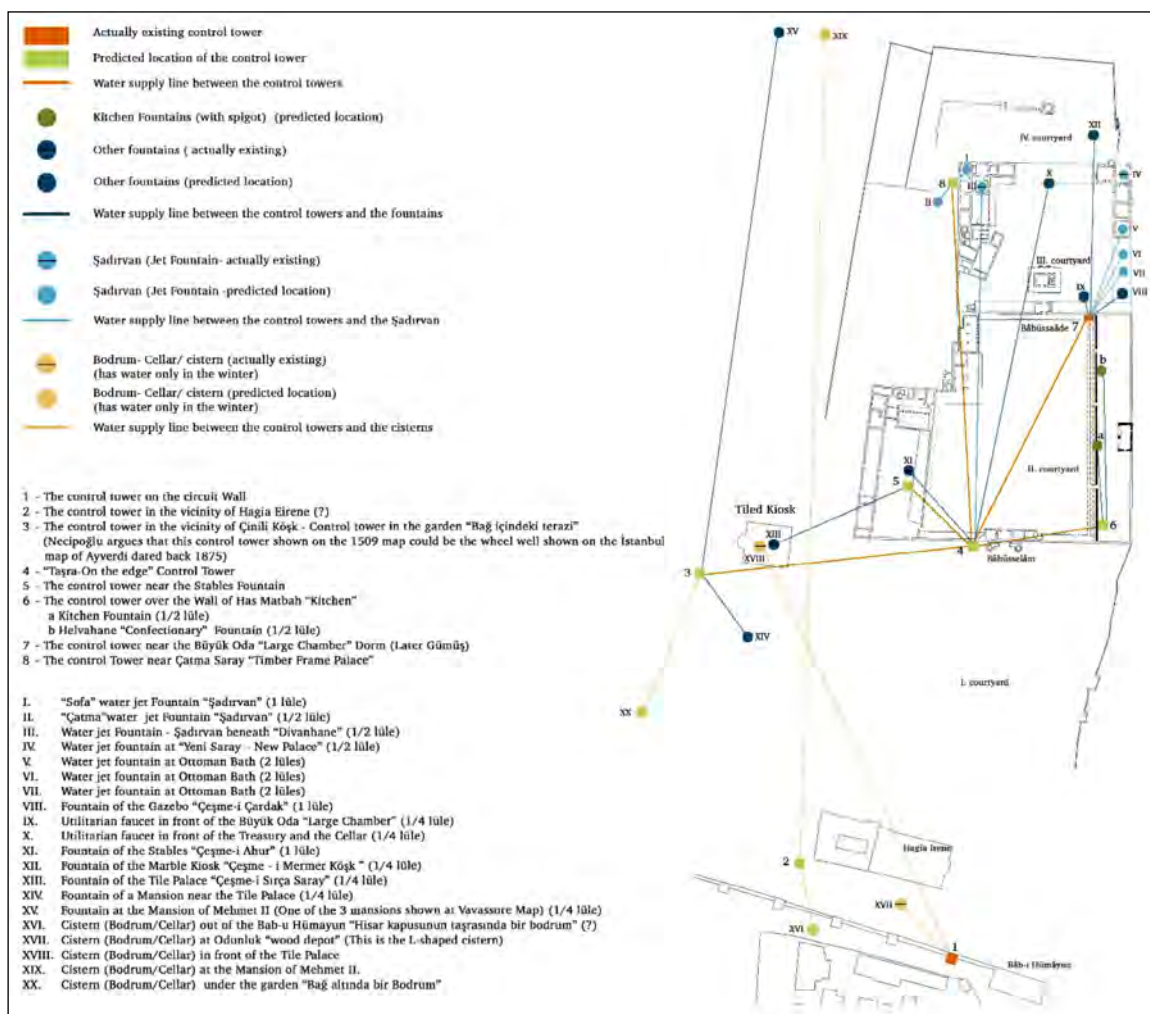 Actually existing control tower
Predicted location of the control tower
Water supply line between the control towers
Kitchen Fountains (with spigot) (predicted location)
Other fountains ( actually existing)
Other fountains (predicted location)
Water supply line between the control towers and the fountains
Şadırvan (Jet Fountain- actually existing)
Şadırvan (Jet Fountain -predicted location)
Water supply line between the control towers and the Şadırvan
Bodrum- Cellar/ cistern (actually existing)
(has water only in the winter)
Bodrum- Cellar/ cistern (predicted location)
(has water only in the winter)
Water supply line between the control towers and the cisterns
1 - The control tower on the circuit Wall
2 - The control tower in the vicinity of Hagia Eirene (?)
3 - The control tower in the vicinity of Çinili Köşk - Control tower in the garden “Bağ içindeki terazi”
(Necipoğlu argues that this control tower shown on the 1509 map could be the wheel well shown on the İstanbul
map of Ayverdi dated back 1875)
4 - “Taşra-On the edge” Control Tower
5 - The control tower near the Stables Fountain
6 - The control tower over the Wall of Has Matbah “Kitchen”
a Kitchen Fountain (1/2 lüle)
b Helvahane “Confectionary” Fountain (1/2 lüle)
7 - The control tower near the Büyük Oda “Large Chamber” Dorm (Later Gümüş)
8 - The control Tower near Çatma Saray “Timber Frame Palace”
I. “Sofa” water jet Fountain “Şadırvan” (1 lüle)
II. “Çatma”water jet Fountain “Şadırvan” (1/2 lüle)
III. Water jet Fountain - Şadırvan beneath “Divanhane” (1/2 lüle)
IV. Water jet fountain at “Yeni Saray - New Palace” (1/2 lüle)
V. Water jet fountain at Ottoman Bath (2 lüles)
VI. Water jet fountain at Ottoman Bath (2 lüles)
VII. Water jet fountain at Ottoman Bath (2 lüles)
VIII. Fountain of the Gazebo “Çeşme-i Çardak” (1 lüle)
IX. Utilitarian faucet in front of the Büyük Oda “Large Chamber” (1/4 lüle)
X. Utilitarian faucet in front of the Treasury and the Cellar (1/4 lüle)
XI. Fountain of the Stables “Çeşme-i Ahur” (1 lüle)
XII. Fountain of the Marble Kiosk “Çeşme - i Mermer Köşk ” (1/4 lüle)
XIII. Fountain of the Tile Palace “Çeşme-i Sırça Saray” (1/4 lüle)
XIV. Fountain of a Mansion near the Tile Palace (1/4 lüle)
XV. Fountain at the Mansion of Mehmet II (One of the 3 mansions shown at Vavassore Map) (1/4 lüle)
XVI. Cistern (Bodrum/Cellar) out of the Bab-u Hümayun “Hisar kapusunun taşrasında bir bodrum” (?)
XVII. Cistern (Bodrum/Cellar) at Odunluk “wood depot” (This is the L-shaped cistern)
XVIII. Cistern (Bodrum/Cellar) in front of the Tile Palace
XIX. Cistern (Bodrum/Cellar) at the Mansion of Mehmet II.
XX. Cistern (Bodrum/Cellar) under the garden “Bağ altında bir Bodrum”
XV
XIX
XII
IV. courtyard
I
IV
8
III
X
II
V
III. courtyard
VI
VII
IX
VIII
Bâbüssaâde 7
b
a
XI
II. courtyard
5
Tiled Kiosk
6
XIII
XVIII
4
Bâbüsselâm
3
XIV
I. courtyard
XX
Hagia Irene
2
XVII
XVI
1
Bâb-ı Hümâyun